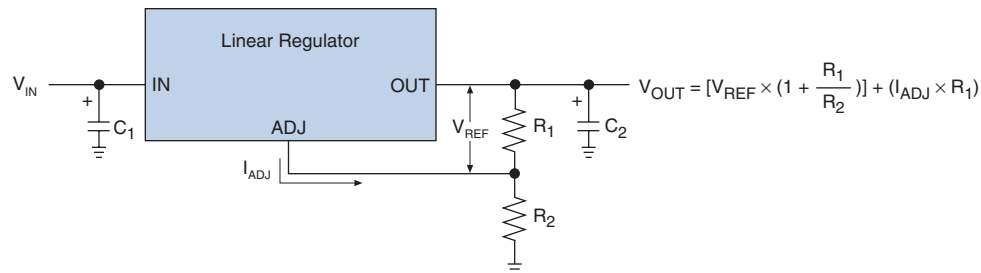 Linear Regulator
V_IN
IN
OUT
V_OUT = [V_REF × (1 + R_1/R_2)] + (I_ADJ × R_1)
+
C_1
ADJ
V_REF
R_1
+
C_2
I_ADJ
R_2